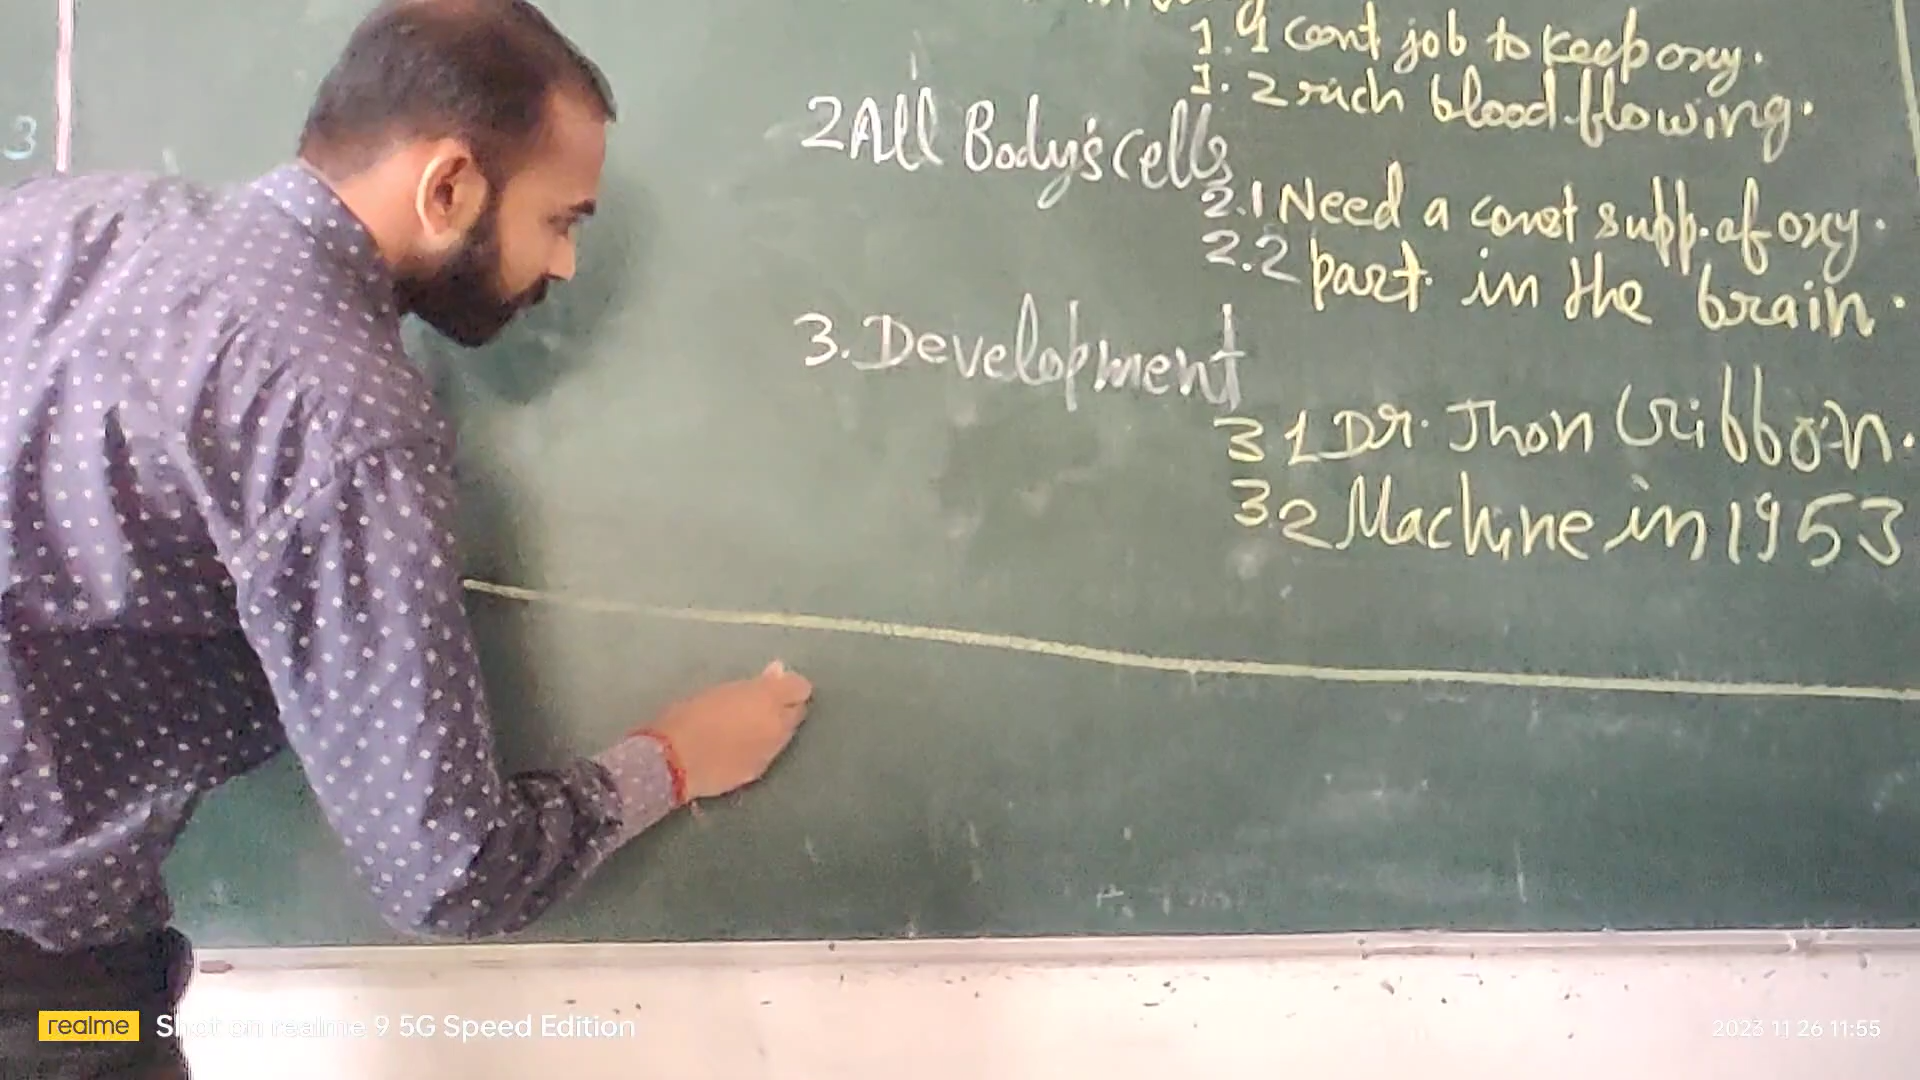 3
1.1 cont job to keep oxy.
1.2 rich blood flowing.
2 All Body's cells
2.1 Need a const supp. of oxy.
2.2 part in the brain.
3. Development
3 1 Dr. Jhon Gibbon.
3.2 Machine in 1953
realme Shot on realme 9 5G Speed Edition
2023 11 26 11:55